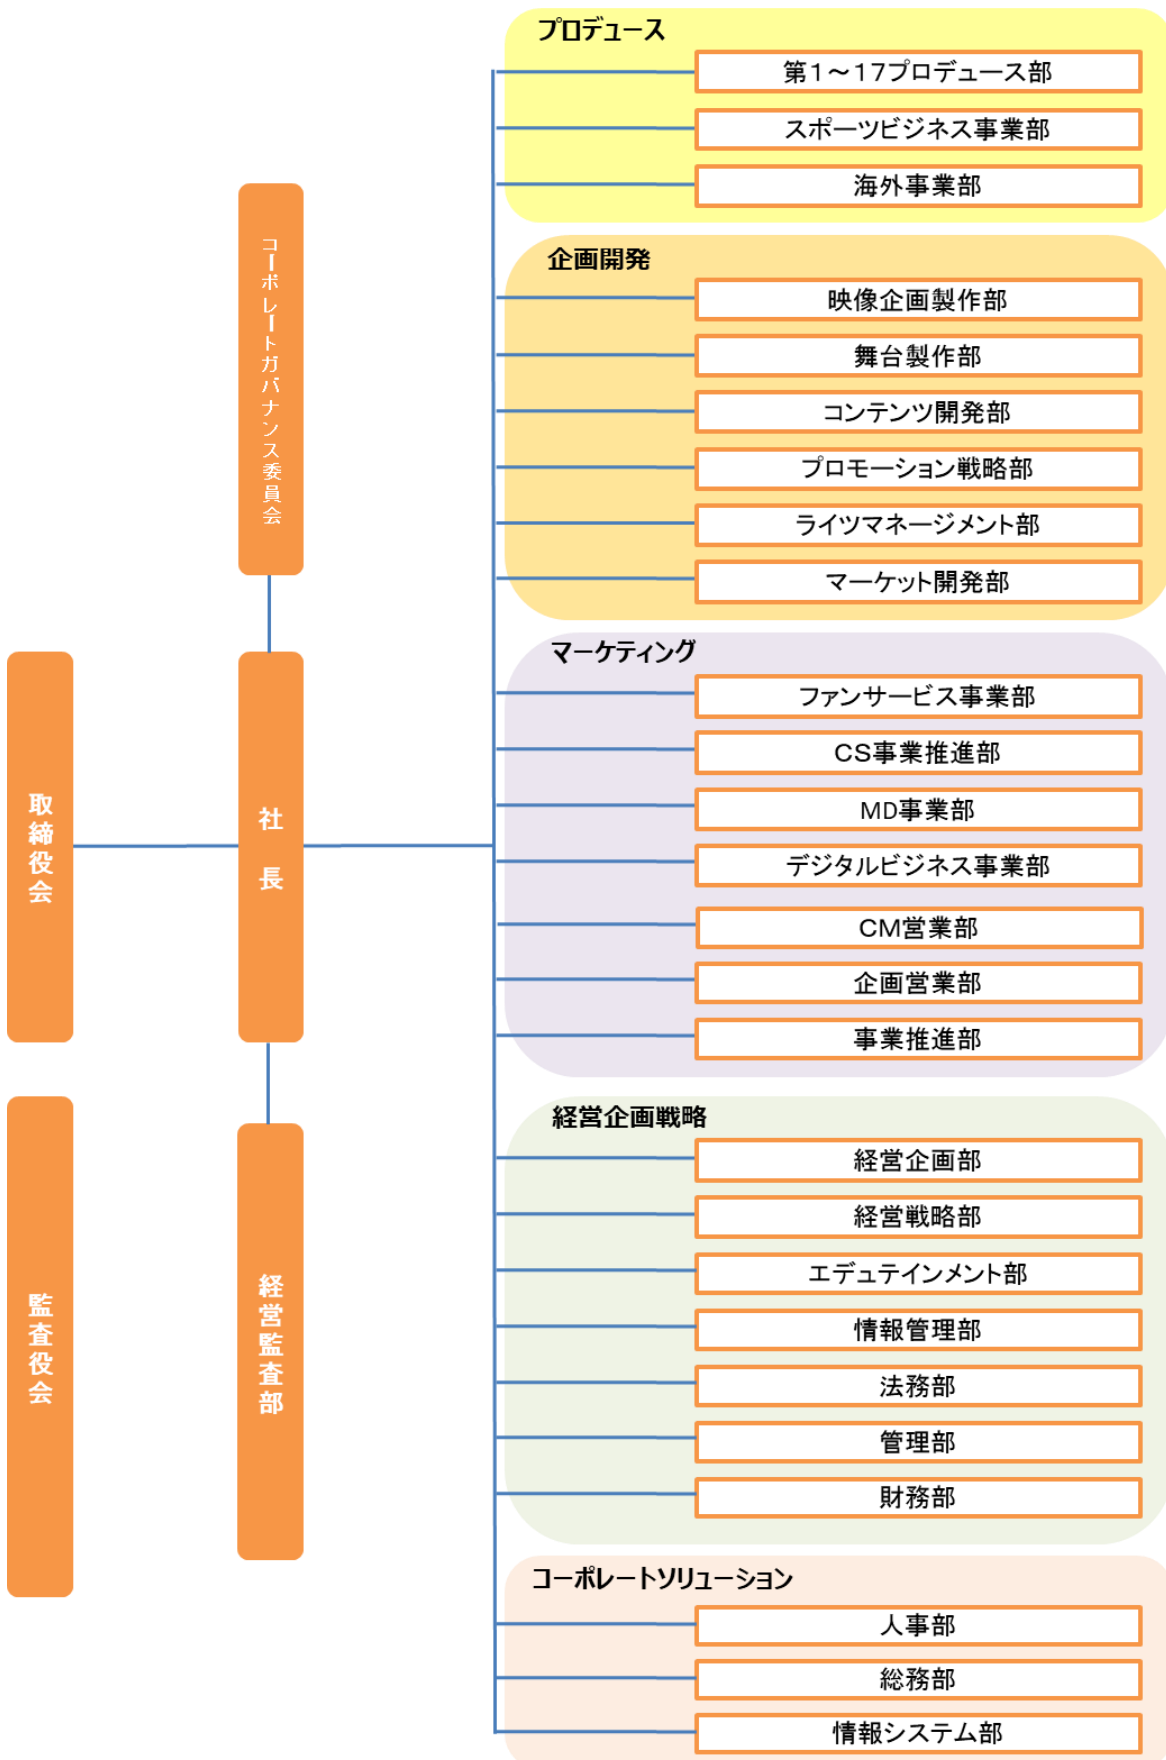 コーポレートガバナンス委員会
取締役会
社長
監査役会
経営監査部
プロデュース
第1～17プロデュース部
スポーツビジネス事業部
海外事業部
企画開発
映像企画製作部
舞台製作部
コンテンツ開発部
プロモーション戦略部
ライツマネージメント部
マーケット開発部
マーケティング
ファンサービス事業部
CS事業推進部
MD事業部
デジタルビジネス事業部
CM営業部
企画営業部
事業推進部
経営企画戦略
経営企画部
経営戦略部
エデュテインメント部
情報管理部
法務部
管理部
財務部
コーポレートソリューション
人事部
総務部
情報システム部